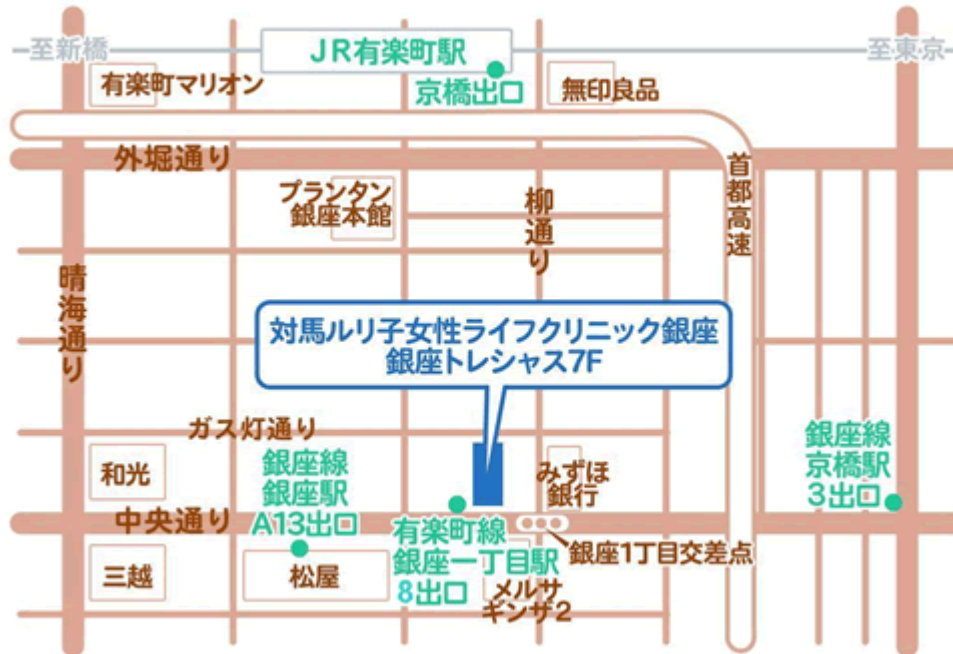 至新橋
JR有楽町駅
至東京
有楽町マリオン
京橋出口
無印良品
外堀通り
首都高速
プランタン
銀座本館
柳通り
晴海通り
対馬ルリ子女性ライフクリニック銀座
銀座トレシャス7F
ガス灯通り
和光
銀座線
銀座駅
A13出口
みずほ
銀行
銀座線
京橋駅
3出口
中央通り
有楽町線
銀座一丁目駅
8出口
銀座1丁目交差点
三越
松屋
メルサ
ギンザ2